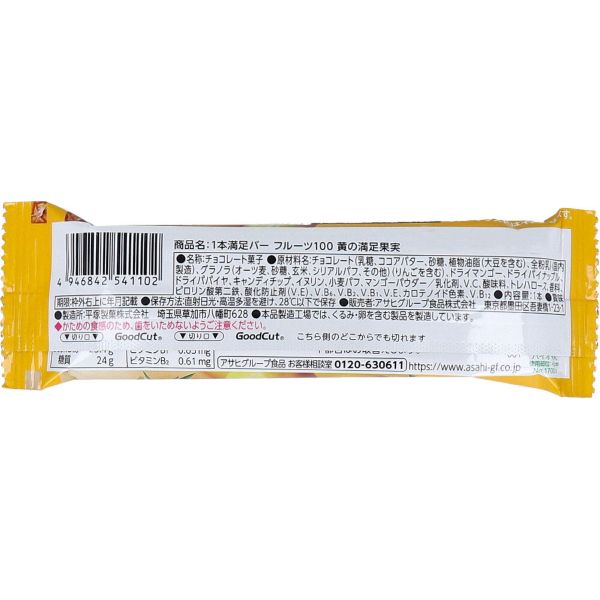 商品名：1本満足バー フルーツ100 黄の満足果実
●名称:チョコレート菓子 ●原材料名:チョコレート(乳糖、ココアバター、砂糖、植物油脂(大豆を含む)、全粉乳)(国内
製造)、グラノラ(オーツ麦、砂糖、玄米、シリアルパフ、その他)(りんごを含む)、ドライマンゴー、ドライパイナップル、
ドライパパイヤ、キャンディチップ、イヌリン、小麦パフ、マンゴーパウダー/乳化剤、V.C、酸味料、トレハロース、香料、
ピロリン酸第二鉄、酸化防止剤(V.E)、V.B₆、V.B₂、V.B₁、V.E、カロテノイド色素、V.B₁₂ ●内容量:1本 ●賞味
期限:枠外右上に年月記載 ●保存方法:直射日光・高温多湿を避け、28℃以下で保存 ●販売者:アサヒグループ食品株式会社 東京都墨田区吾妻橋1-23-1
●製造所:平塚製菓株式会社 埼玉県草加市八幡町628 ●本品製造工場では、くるみ・卵を含む製品を製造しています。
◆かための食感のため、歯をいためないようご注意ください。
4 946842 541102
▼切り口▼ GoodCut® ▼切り口▼ GoodCut® こちら側のどこからでも切れます
糖質 24g ビタミンB₂ 0.61mg
アサヒグループ食品 お客様相談室 0120-630611 https://www.asahi-gf.co.jp